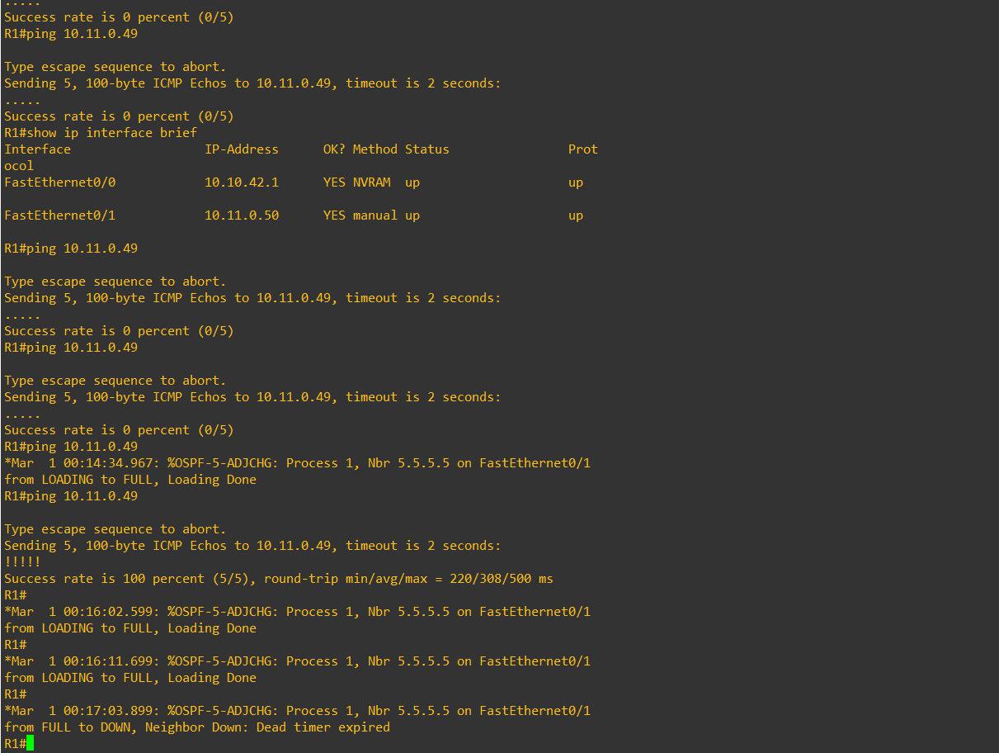 .....
Success rate is 0 percent (0/5)
R1#ping 10.11.0.49
Type escape sequence to abort.
Sending 5, 100-byte ICMP Echos to 10.11.0.49, timeout is 2 seconds:
.....
Success rate is 0 percent (0/5)
R1#show ip interface brief
Interface                  IP-Address      OK? Method Status                Prot
ocol
FastEthernet0/0            10.10.42.1      YES NVRAM  up                    up
FastEthernet0/1            10.11.0.50      YES manual up                    up
R1#ping 10.11.0.49
Type escape sequence to abort.
Sending 5, 100-byte ICMP Echos to 10.11.0.49, timeout is 2 seconds:
.....
Success rate is 0 percent (0/5)
R1#ping 10.11.0.49
Type escape sequence to abort.
Sending 5, 100-byte ICMP Echos to 10.11.0.49, timeout is 2 seconds:
.....
Success rate is 0 percent (0/5)
R1#ping 10.11.0.49
*Mar  1 00:14:34.967: %OSPF-5-ADJCHG: Process 1, Nbr 5.5.5.5 on FastEthernet0/1
from LOADING to FULL, Loading Done
R1#ping 10.11.0.49
Type escape sequence to abort.
Sending 5, 100-byte ICMP Echos to 10.11.0.49, timeout is 2 seconds:
!!!!!
Success rate is 100 percent (5/5), round-trip min/avg/max = 220/308/500 ms
R1#
*Mar  1 00:16:02.599: %OSPF-5-ADJCHG: Process 1, Nbr 5.5.5.5 on FastEthernet0/1
from LOADING to FULL, Loading Done
R1#
*Mar  1 00:16:11.699: %OSPF-5-ADJCHG: Process 1, Nbr 5.5.5.5 on FastEthernet0/1
from LOADING to FULL, Loading Done
R1#
*Mar  1 00:17:03.899: %OSPF-5-ADJCHG: Process 1, Nbr 5.5.5.5 on FastEthernet0/1
from FULL to DOWN, Neighbor Down: Dead timer expired
R1#